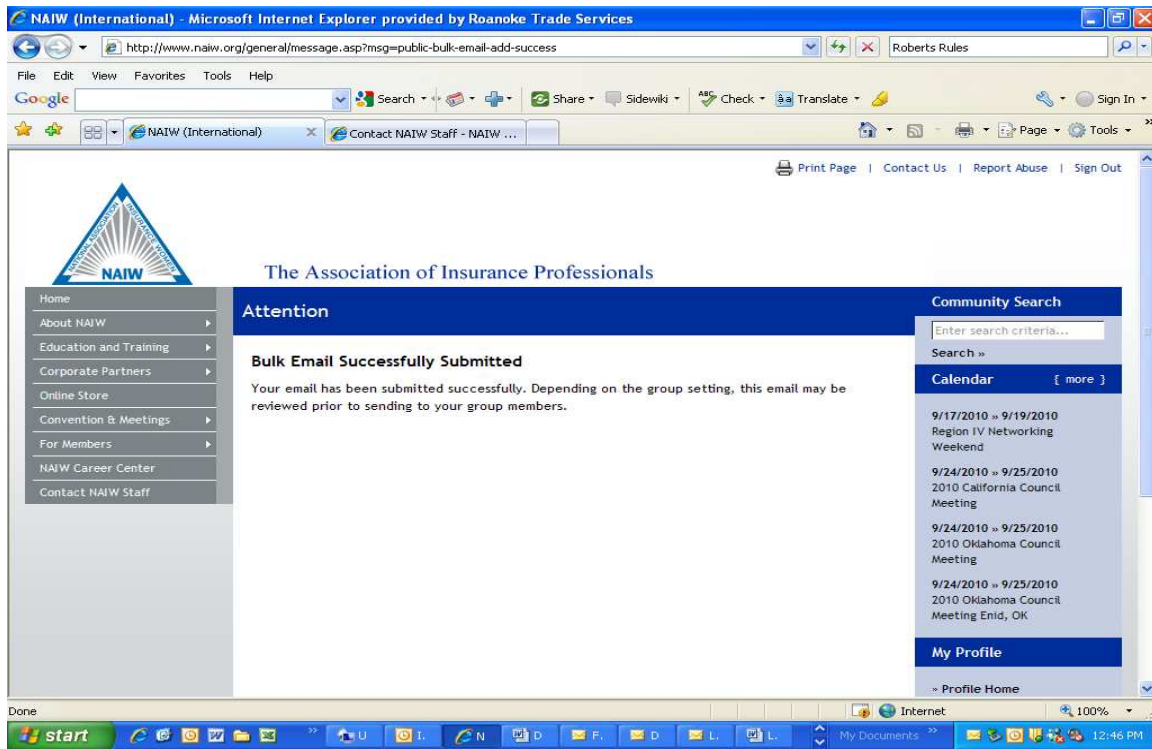 NAIW (International) - Microsoft Internet Explorer provided by Roanoke Trade Services
http://www.naiw.org/general/message.asp?msg=public-bulk-email-add-success
Roberts Rules
File Edit View Favorites Tools Help
Google Search Share Sidewiki Check Translate Sign In
NAIW (International) Contact NAIW Staff - NAIW ... Page Tools
Print Page | Contact Us | Report Abuse | Sign Out
NATIONAL ASSOCIATION INSURANCE WOMEN
NAIW
The Association of Insurance Professionals
Home
About NAIW
Education and Training
Corporate Partners
Online Store
Convention & Meetings
For Members
NAIW Career Center
Contact NAIW Staff
Attention
Bulk Email Successfully Submitted
Your email has been submitted successfully. Depending on the group setting, this email may be
reviewed prior to sending to your group members.
Community Search
Enter search criteria...
Search »
Calendar { more }
9/17/2010 » 9/19/2010
Region IV Networking
Weekend
9/24/2010 » 9/25/2010
2010 California Council
Meeting
9/24/2010 » 9/25/2010
2010 Oklahoma Council
Meeting
9/24/2010 » 9/25/2010
2010 Oklahoma Council
Meeting Enid, OK
My Profile
» Profile Home
Done Internet 100%
start U I. N D F. D L. L. My Documents » 12:46 PM